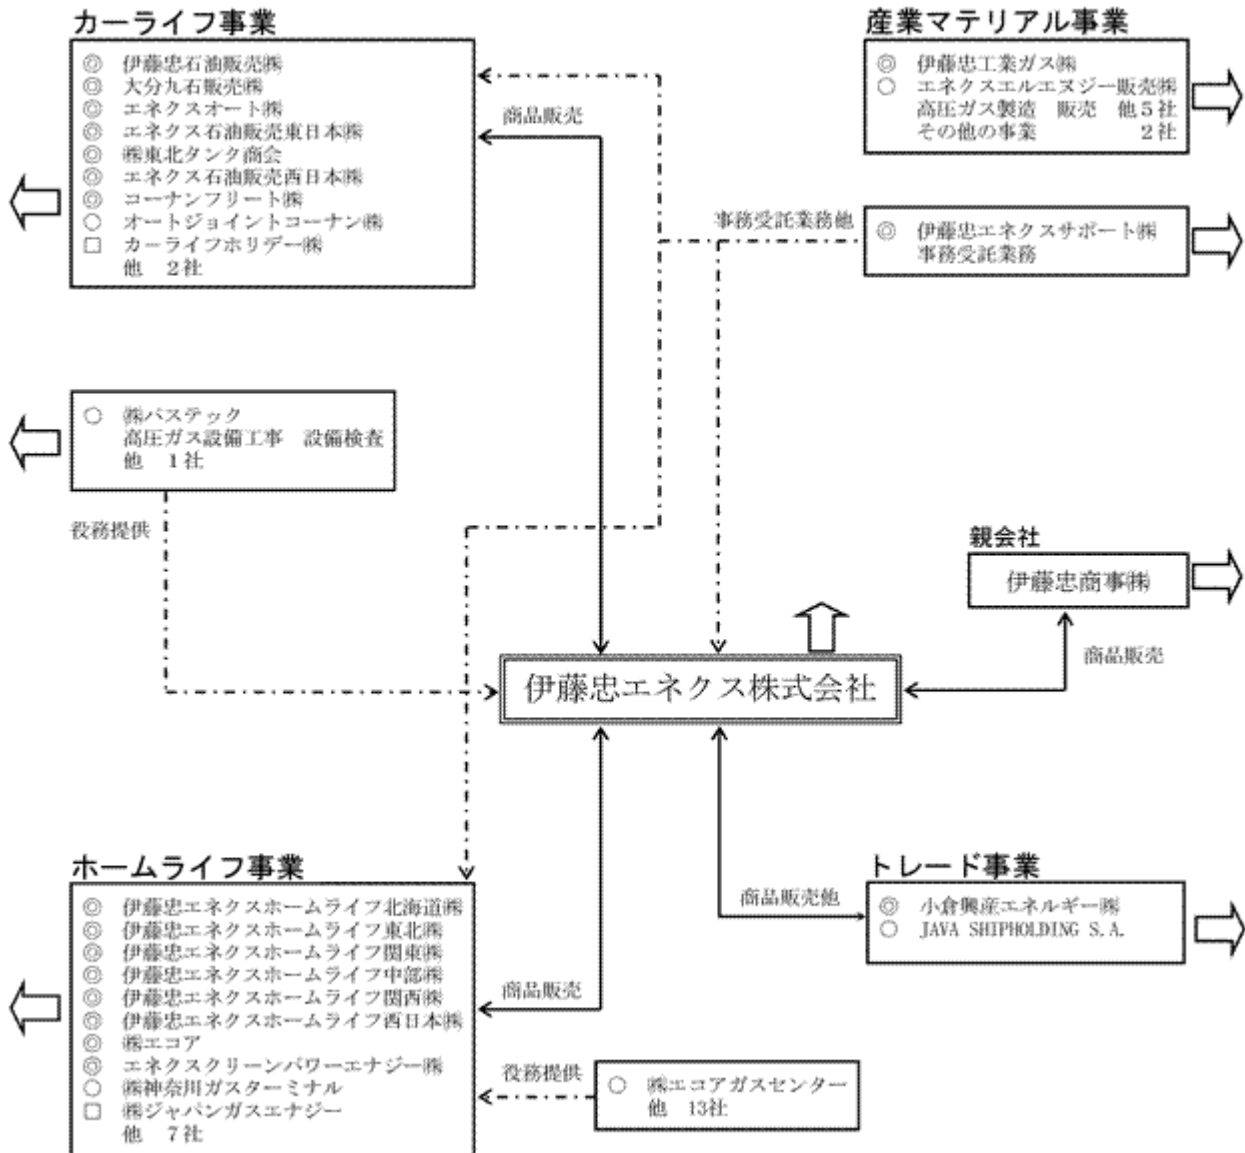 カーライフ事業
◎ 伊藤忠石油販売㈱
◎ 大分九石販売㈱
◎ エネクスオート㈱
◎ エネクス石油販売東日本㈱
◎ ㈱東北タンク商会
◎ エネクス石油販売西日本㈱
◎ コーナンフリート㈱
○ オートジョイントコーナン㈱
□ カーライフホリデー㈱
他 2社
産業マテリアル事業
◎ 伊藤忠工業ガス㈱
○ エネクスエルエヌジー販売㈱
高圧ガス製造 販売 他5社
その他の事業 2社
商品販売
事務受託業務他
◎ 伊藤忠エネクスサポート㈱
事務受託業務
○ ㈱パステック
高圧ガス設備工事 設備検査
他 1社
役務提供
親会社
伊藤忠商事㈱
商品販売
伊藤忠エネクス株式会社
ホームライフ事業
◎ 伊藤忠エネクスホームライフ北海道㈱
◎ 伊藤忠エネクスホームライフ東北㈱
◎ 伊藤忠エネクスホームライフ関東㈱
◎ 伊藤忠エネクスホームライフ中部㈱
◎ 伊藤忠エネクスホームライフ関西㈱
◎ 伊藤忠エネクスホームライフ西日本㈱
◎ ㈱エコア
◎ エネクスクリーンパワーエナジー㈱
○ ㈱神奈川ガスターミナル
□ ㈱ジャパンガスエナジー
他 7社
商品販売
役務提供
○ ㈱エコアガスセンター
他 13社
トレード事業
商品販売他
◎ 小倉興産エネルギー㈱
○ JAVA SHIPHOLDING S.A.